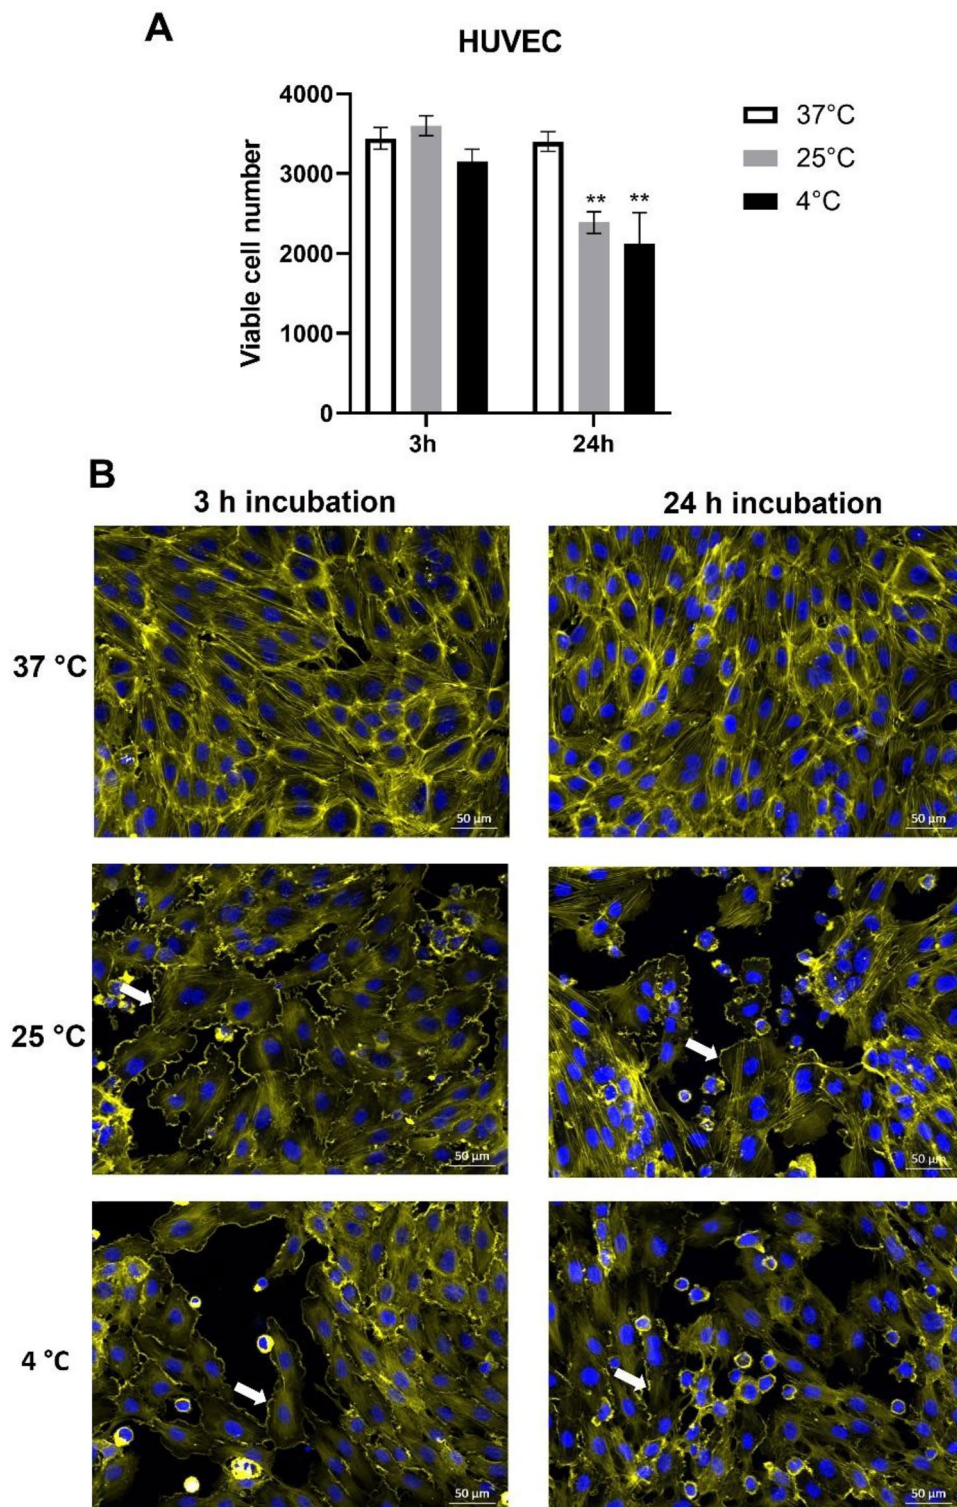 A
HUVEC
Viable cell number
4000
3000
2000
1000
0
** **
3h 24h
37°C
25°C
4°C
B
3 h incubation 24 h incubation
37 °C
50 µm 50 µm
25 °C
50 µm 50 µm
4 °C
50 µm 50 µm